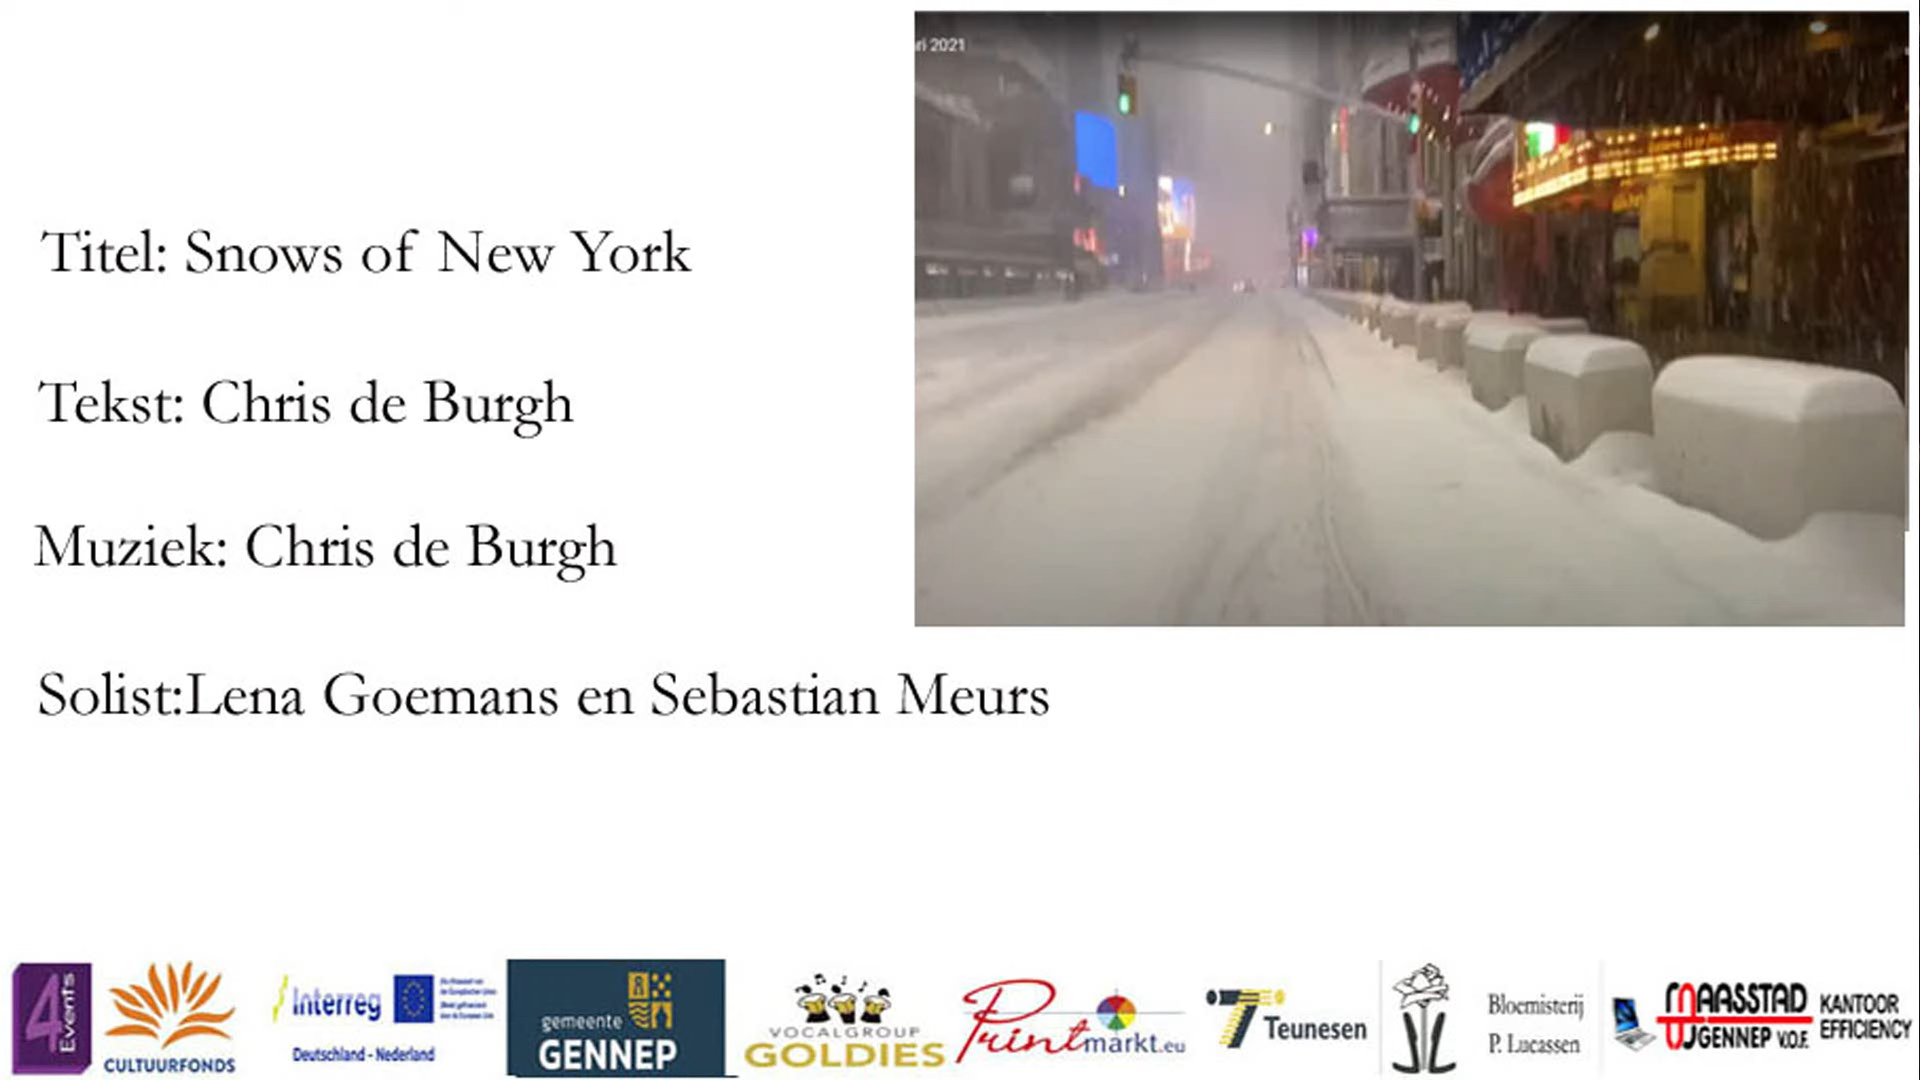 ri 2021
Titel: Snows of New York
Tekst: Chris de Burgh
Muziek: Chris de Burgh
Solist:Lena Goemans en Sebastian Meurs
4 Events
CULTUURFONDS
Interreg
Deutschland - Nederland
gemeente
GENNEP
VOCALGROUP
GOLDIES
Printmarkt.eu
Teunesen
Bloemisterij
P. Lucassen
MAASSTAD
GENNEP V.O.F.
KANTOOR
EFFICIENCY